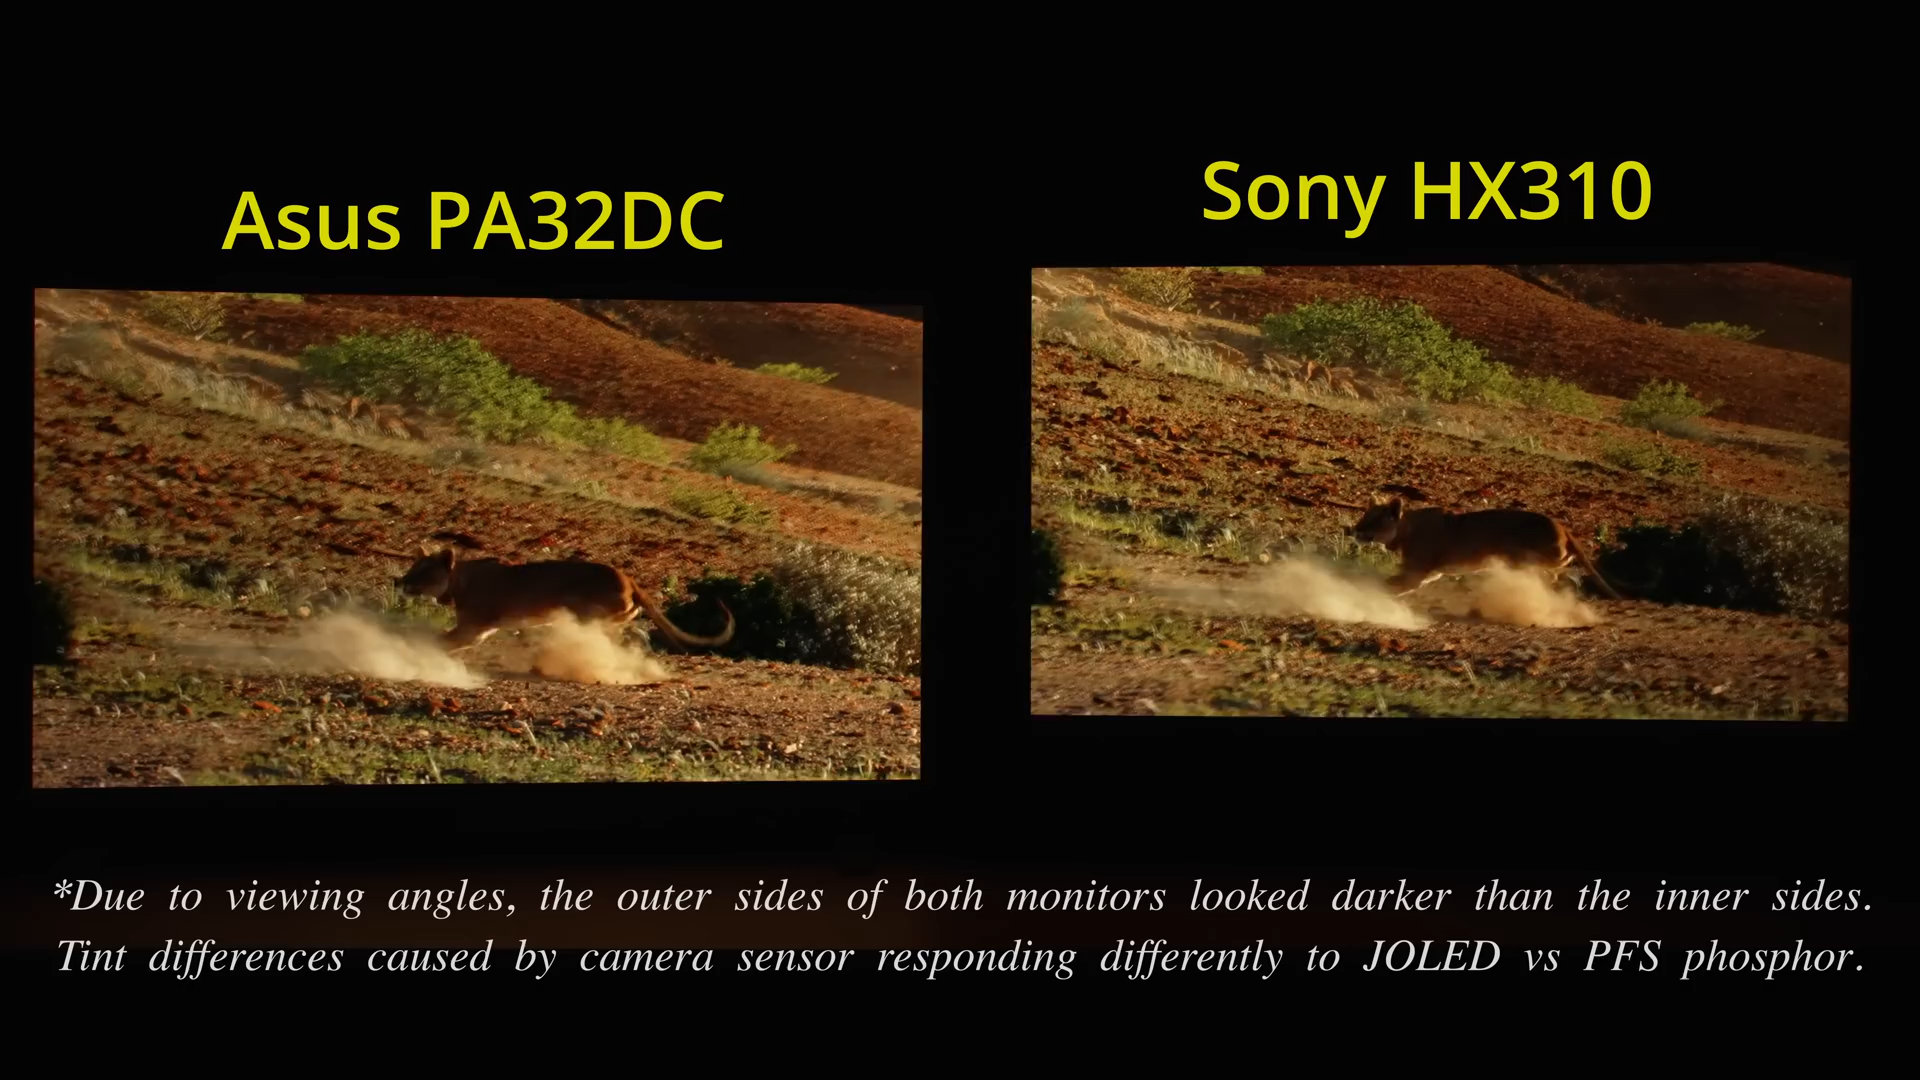 Asus PA32DC
Sony HX310
*Due to viewing angles, the outer sides of both monitors looked darker than the inner sides.
Tint differences caused by camera sensor responding differently to JOLED vs PFS phosphor.